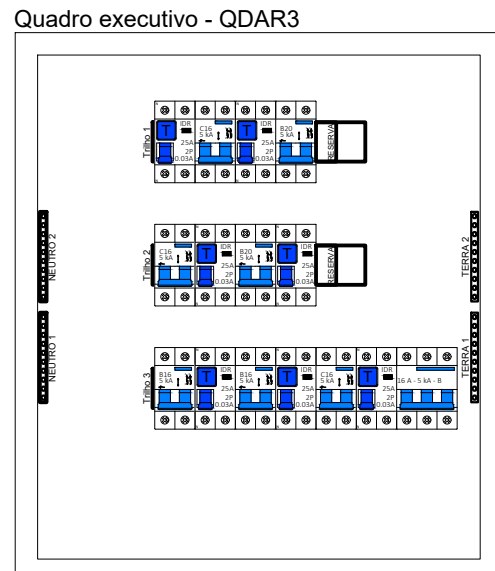 Quadro executivo - QDAR3
Trilho 1
T
IDR
25A
2P
0.03A
C16
5 kA
T
IDR
25A
2P
0.03A
B20
5 kA
RESERVA
Trilho 2
C16
5 kA
T
IDR
25A
2P
0.03A
B20
5 kA
T
IDR
25A
2P
0.03A
RESERVA
NEUTRO 2
TERRA 2
NEUTRO 1
TERRA 1
Trilho 3
B16
5 kA
T
IDR
25A
2P
0.03A
B16
5 kA
T
IDR
25A
2P
0.03A
C16
5 kA
T
IDR
25A
2P
0.03A
16 A - 5 kA - B